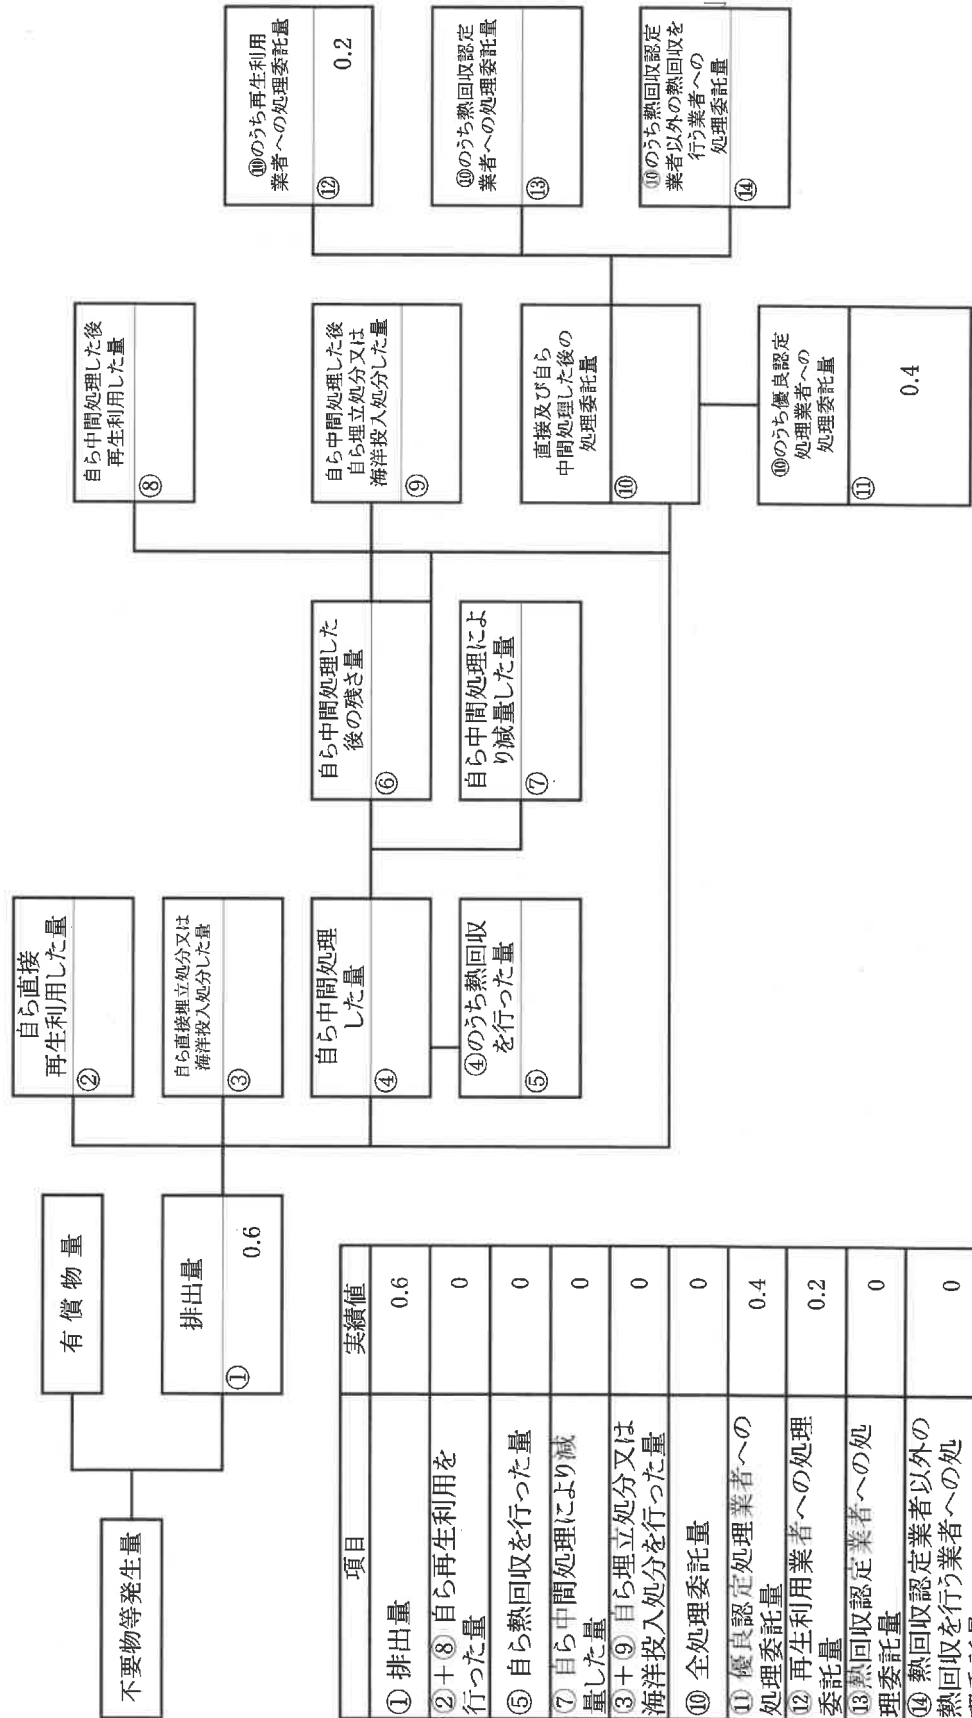 不要物等発生量
有償物量
排出量
① 0.6
自ら直接
再生利用した量
②
自ら直接埋立処分又は
海洋投入処分した量
③
自ら中間処理
した量
④
④のうち熱回収
を行った量
⑤
自ら中間処理した
後の残さ量
⑥
自ら中間処理によ
り減量した量
⑦
自ら中間処理した後
再生利用した量
⑧
自ら中間処理した後
自ら埋立処分又は
海洋投入処分した量
⑨
直接及び自ら
中間処理した後の
処理委託量
⑩
⑩のうち優良認定
処理業者への
処理委託量
⑪ 0.4
⑩のうち再生利用
業者への処理委託量
⑫ 0.2
⑩のうち熱回収認定
業者への処理委託量
⑬
⑩のうち熱回収認定
業者以外の熱回収を
行う業者への
処理委託量
⑭
項目 実績値
① 排出量 0.6
②+⑧ 自ら再生利用を
行った量 0
⑤ 自ら熱回収を行った量 0
⑦ 自ら中間処理により減
量した量 0
③+⑨ 自ら埋立処分又は
海洋投入処分を行った量 0
⑩ 全処理委託量 0
⑪ 優良認定処理業者への
処理委託量 0.4
⑫ 再生利用業者への処理
委託量 0.2
⑬熱回収認定業者への処
理委託量 0
⑭ 熱回収認定業者以外の
熱回収を行う業者への処 0